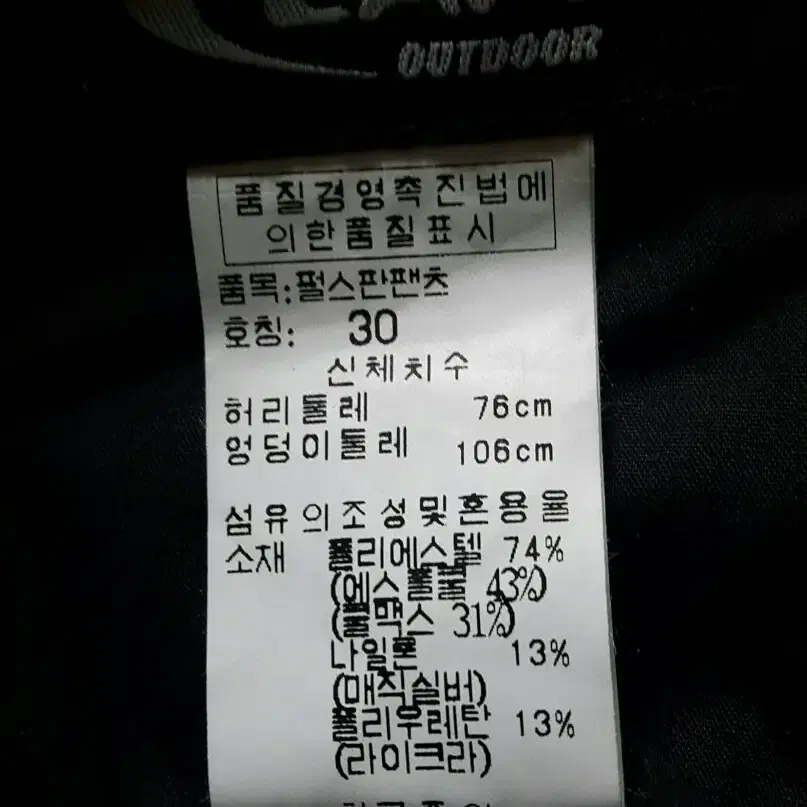 OUTDOOR
품질경영촉진법에
의한품질표시
품목:펄스판팬츠
호칭: 30
신체치수
허리둘레 76cm
엉덩이둘레 106cm
섬유의조성및혼용율
소재 폴리에스텔 74%
(에스폴쿨 43%)
(쿨맥스 31%)
나일론 13%
(매직실버)
폴리우레탄 13%
(라이크라)